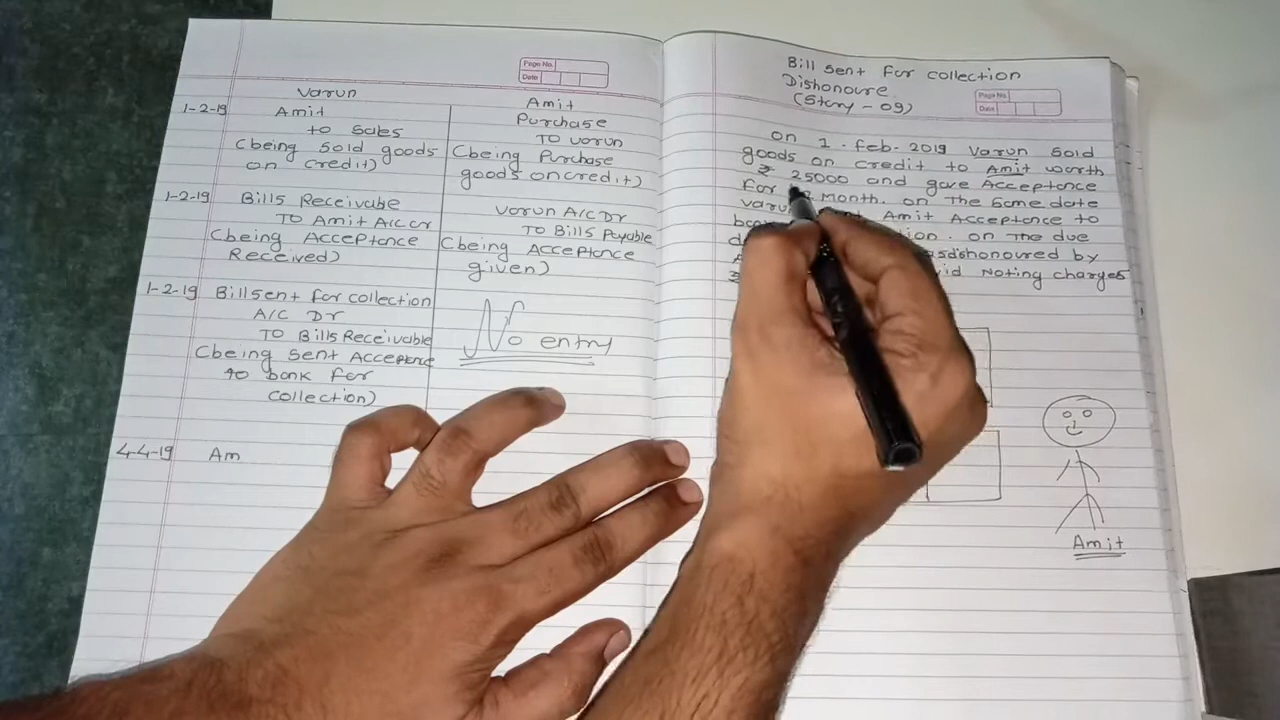 Page No.
Date
Varun
1-2-19 Amit
to Sales
(being Sold goods
on credit)
1-2-19 Bills Receivable
TO Amit A/C cr
(being Acceptance
Received)
1-2-19 Bill sent for collection
A/C Dr
TO Bills Receivable
(being sent Acceptance
to bank for
collection)
4-4-19 Am
Amit
Purchase
TO Varun
(being Purchase
goods on credit)
Varun A/C Dr
TO Bills Payable
(being Acceptance
given)
No entry
Bill Sent For collection
Dishonoure
(Story - 09)
Page No.
Date
on 1. Feb. 2019 Varun Sold
goods on credit to Amit worth
₹ 25000 and gave Acceptance
For 2 Month. on The Same date
Amit Acceptance to
on The due
dishonoured by
Noting charges
Amit